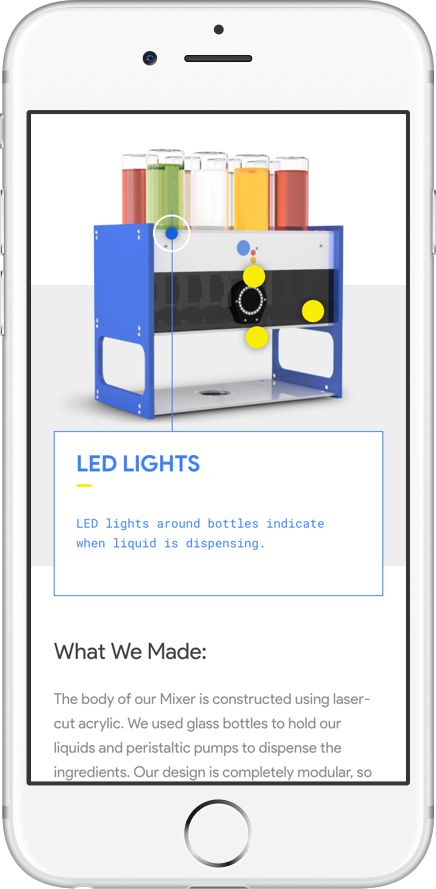 LED LIGHTS
LED lights around bottles indicate
when liquid is dispensing.
What We Made:
The body of our Mixer is constructed using laser-
cut acrylic. We used glass bottles to hold our
liquids and peristaltic pumps to dispense the
ingredients. Our design is completely modular, so